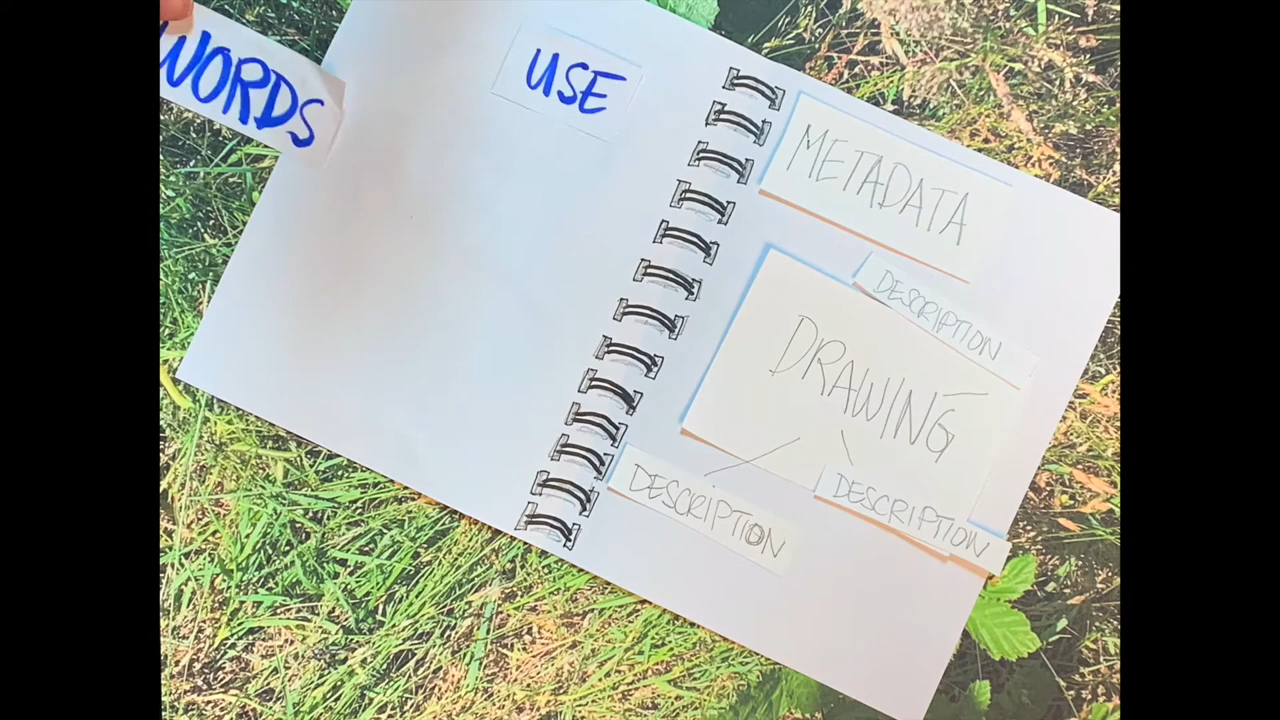 WORDS
USE
METADATA
DESCRIPTION
DRAWING
DESCRIPTION
DESCRIPTION